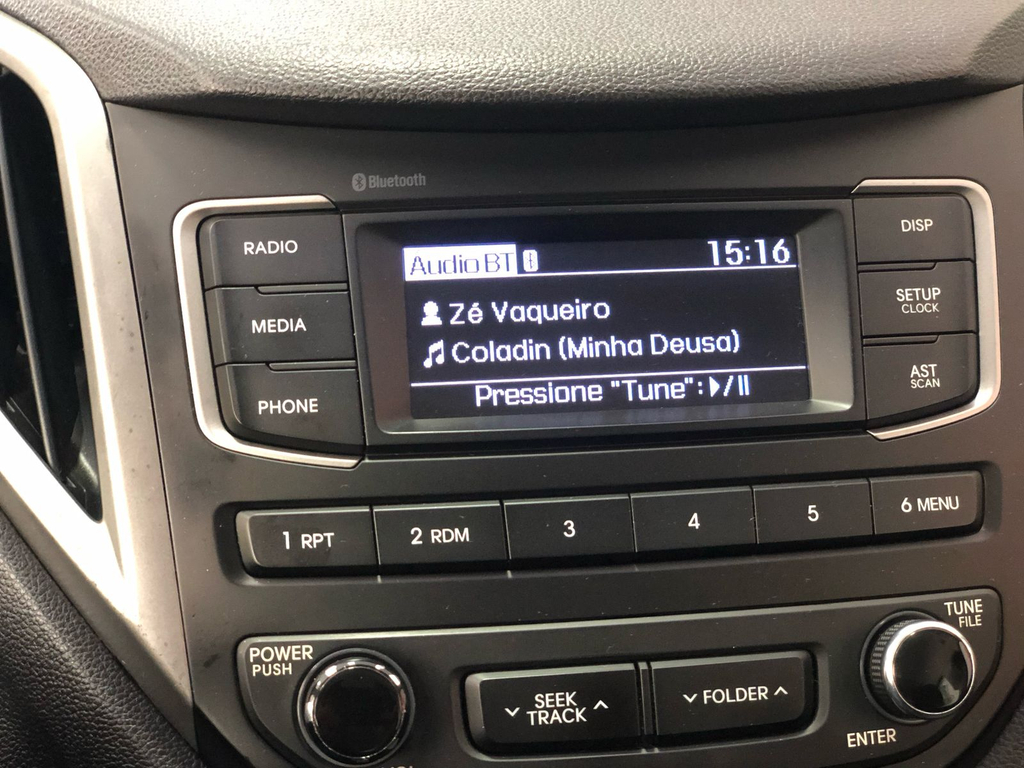 Bluetooth
RADIO
MEDIA
PHONE
Audio BT
15:16
Zé Vaqueiro
Coladin (Minha Deusa)
Pressione "Tune":
DISP
SETUP
CLOCK
AST
SCAN
1 RPT
2 RDM
3
4
5
6 MENU
POWER
PUSH
SEEK
TRACK
FOLDER
TUNE
FILE
ENTER